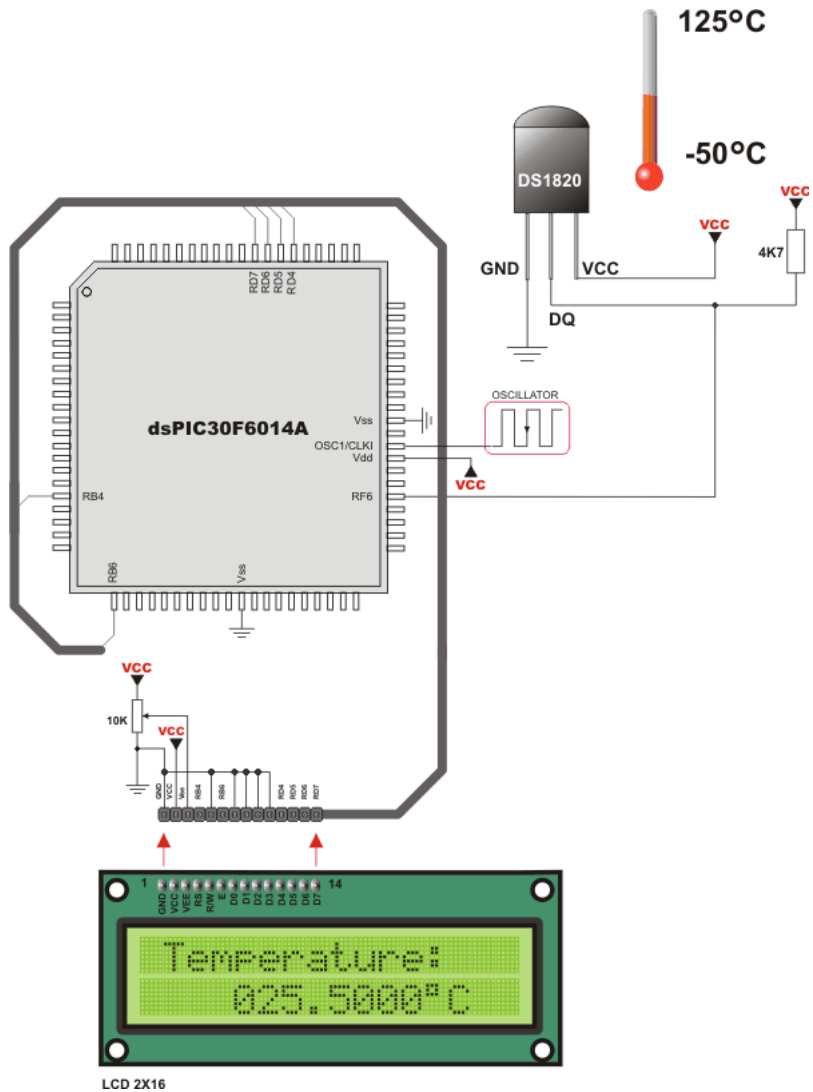 125°C
-50°C
DS1820
VCC
VCC
4K7
GND
VCC
DQ
RD7
RD6
RD5
RD4
dsPIC30F6014A
Vss
OSC1/CLKI
Vdd
OSCILLATOR
VCC
RB4
RF6
RB6
Vss
VCC
10K
VCC
GND
VCC
Vee
RB4
RB6
RD4
RD5
RD6
RD7
1
14
GND
VCC
VEE
RS
R/W
E
D0
D1
D2
D3
D4
D5
D6
D7
Temperature:
025.5000°C
LCD 2X16